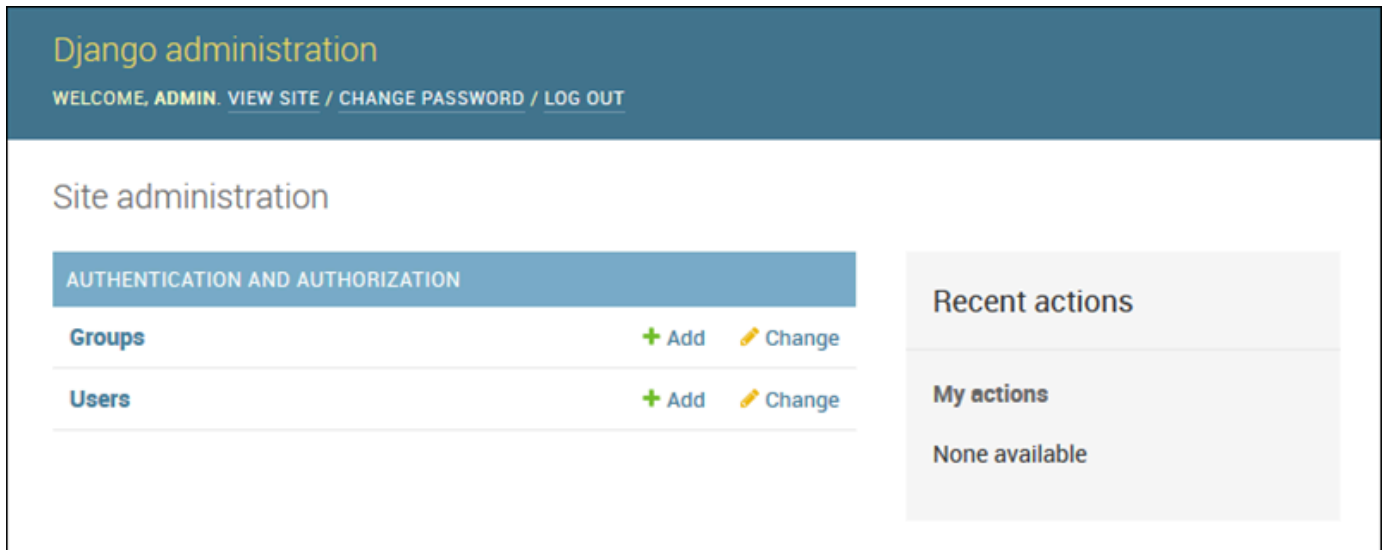 Django administration
WELCOME, ADMIN. VIEW SITE / CHANGE PASSWORD / LOG OUT
Site administration
AUTHENTICATION AND AUTHORIZATION
Groups + Add Change
Users + Add Change
Recent actions
My actions
None available